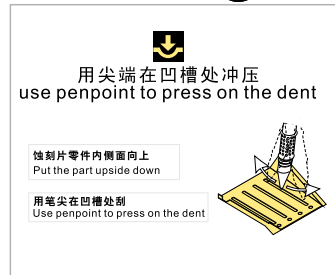 用尖端在凹槽处冲压
use penpoint to press on the dent
蚀刻片零件内侧面向上
Put the part upside down
用笔尖在凹槽处刮
Use penpoint to press on the dent